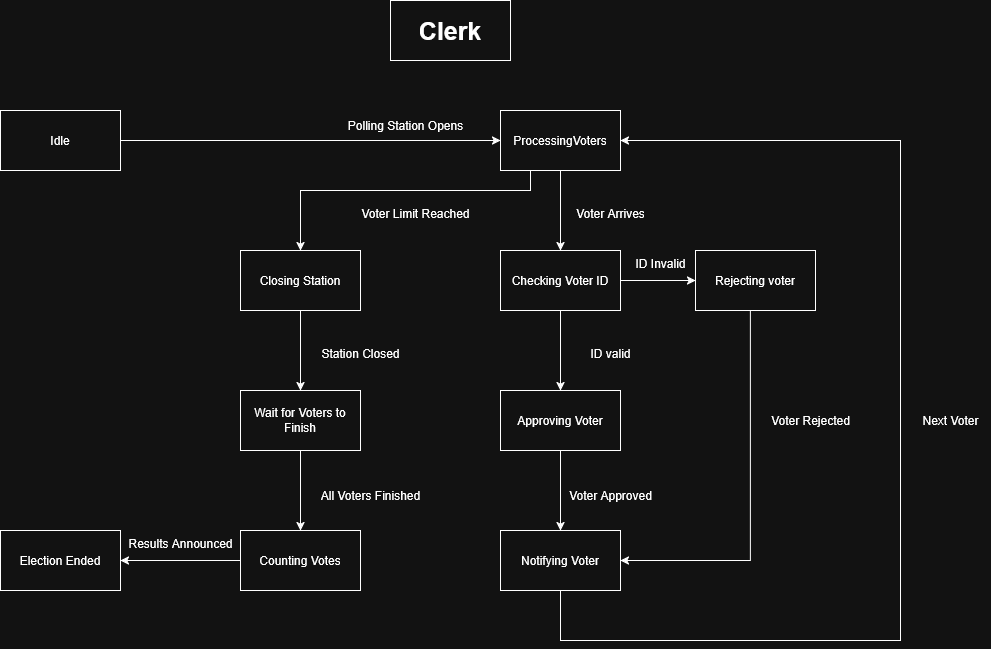 Clerk
Polling Station Opens
Idle
ProcessingVoters
Voter Limit Reached
Voter Arrives
ID Invalid
Closing Station
Checking Voter ID
Rejecting voter
Station Closed
ID valid
Wait for Voters to
Finish
Approving Voter
Voter Rejected
Next Voter
All Voters Finished
Voter Approved
Results Announced
Election Ended
Counting Votes
Notifying Voter